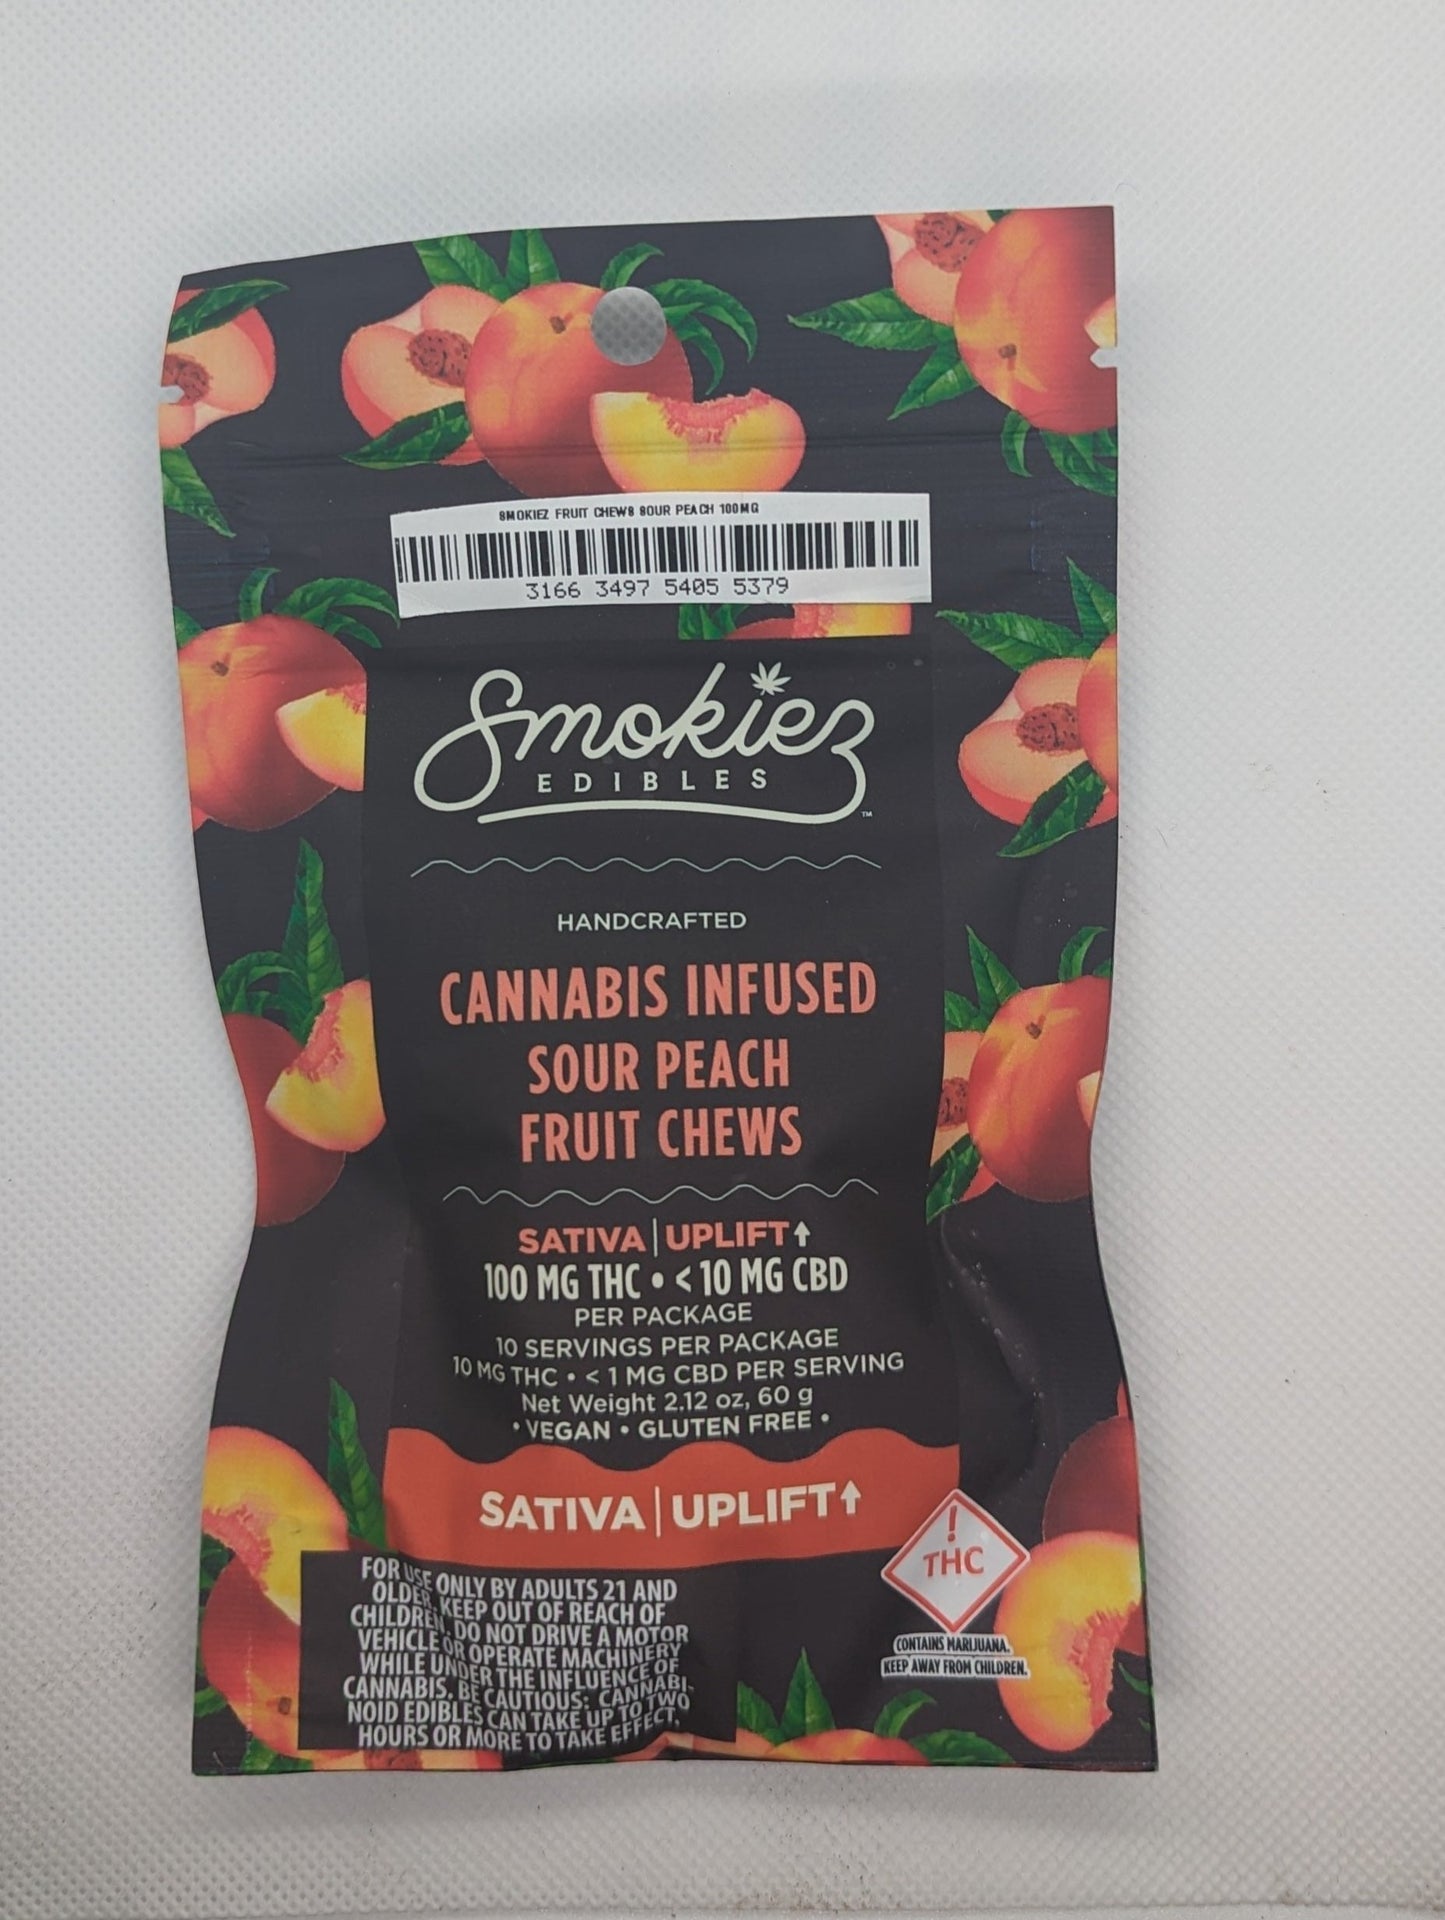 SMOKIEZ FRUIT CHEWS SOUR PEACH 100MG
3166 3497 5405 5379
Smokiez
EDIBLES
™
HANDCRAFTED
CANNABIS INFUSED
SOUR PEACH
FRUIT CHEWS
SATIVA | UPLIFT↑
100 MG THC • < 10 MG CBD
PER PACKAGE
10 SERVINGS PER PACKAGE
10 MG THC • < 1 MG CBD PER SERVING
Net Weight 2.12 oz, 60 g
• VEGAN • GLUTEN FREE •
SATIVA | UPLIFT↑
FOR USE ONLY BY ADULTS 21 AND
OLDER. KEEP OUT OF REACH OF
CHILDREN. DO NOT DRIVE A MOTOR
VEHICLE OR OPERATE MACHINERY
WHILE UNDER THE INFLUENCE OF
CANNABIS. BE CAUTIOUS: CANNABI-
NOID EDIBLES CAN TAKE UP TO TWO
HOURS OR MORE TO TAKE EFFECT.
!
THC
CONTAINS MARIJUANA.
KEEP AWAY FROM CHILDREN.